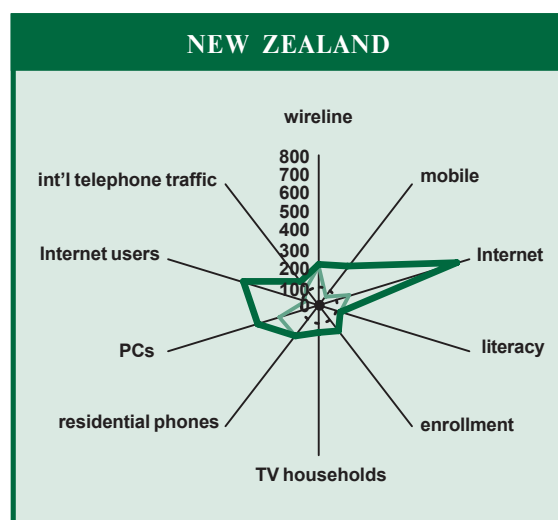 NEW ZEALAND
wireline
800
700
600
500
400
300
200
100
0
mobile
Internet
literacy
enrollment
TV households
residential phones
PCs
Internet users
int'l telephone traffic